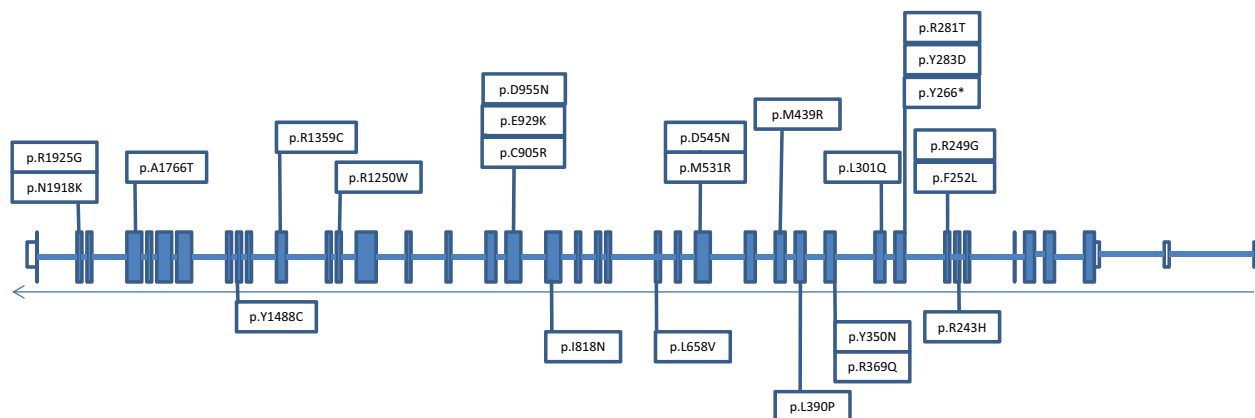 p.R281T
p.Y283D
p.Y266*
p.D955N
p.E929K
p.C905R
p.M439R
p.R1359C
p.D545N
p.M531R
p.R249G
p.F252L
p.R1925G
p.N1918K
p.A1766T
p.L301Q
p.R1250W
p.Y1488C
p.I818N
p.L658V
p.Y350N
p.R369Q
p.R243H
p.L390P